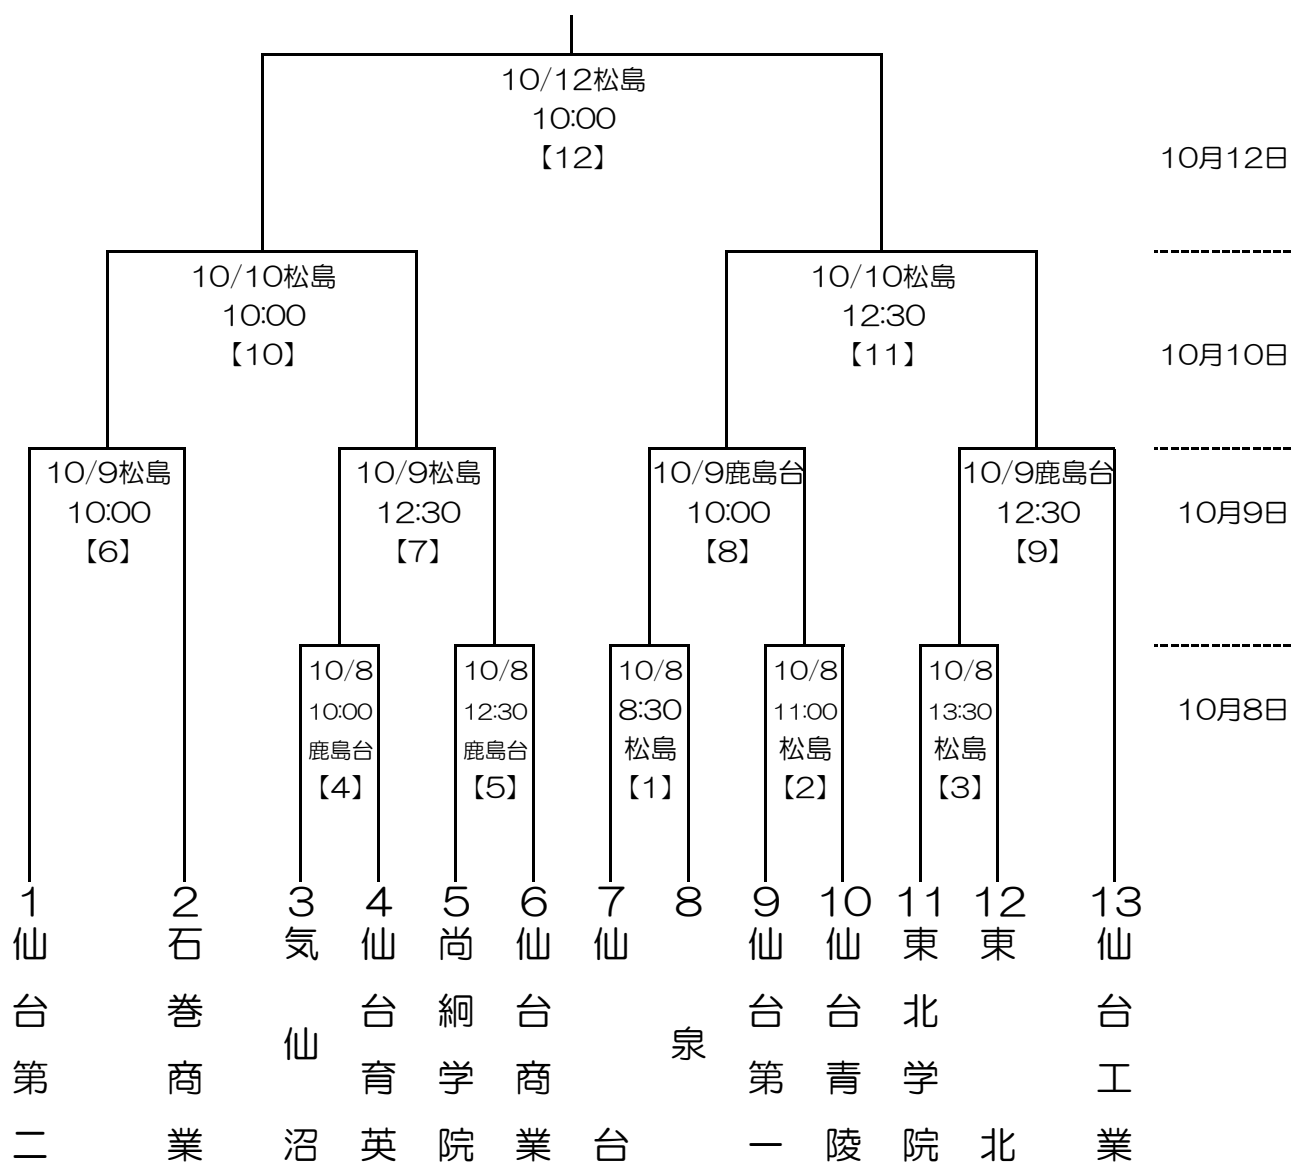 10/12松島
10:00
【12】
10月12日
10/10松島
10:00
【10】
10/10松島
12:30
【11】
10月10日
10/9松島
10:00
【6】
10/9松島
12:30
【7】
10/9鹿島台
10:00
【8】
10/9鹿島台
12:30
【9】
10月9日
10/8
10:00
鹿島台
【4】
10/8
12:30
鹿島台
【5】
10/8
8:30
松島
【1】
10/8
11:00
松島
【2】
10/8
13:30
松島
【3】
10月8日
1
仙台第二
2
石巻商業
3
気仙沼
4
仙台育英
5
尚絅学院
6
仙台商業
7
仙台
8
泉
9
仙台第一
10
仙台青陵
11
東北学院
12
東北
13
仙台工業